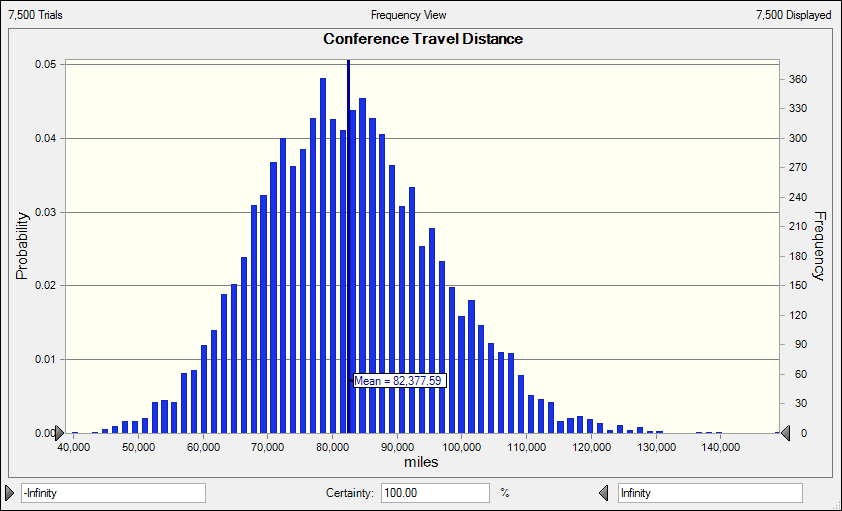 7,500 Trials Frequency View 7,500 Displayed
Conference Travel Distance
0.05
0.04
0.03
0.02
0.01
0.00
Probability
360
330
300
270
240
210
180
150
120
90
60
30
0
Frequency
Mean = 82,377.59
40,000 50,000 60,000 70,000 80,000 90,000 100,000 110,000 120,000 130,000 140,000
miles
-Infinity Certainty: 100.00 % Infinity